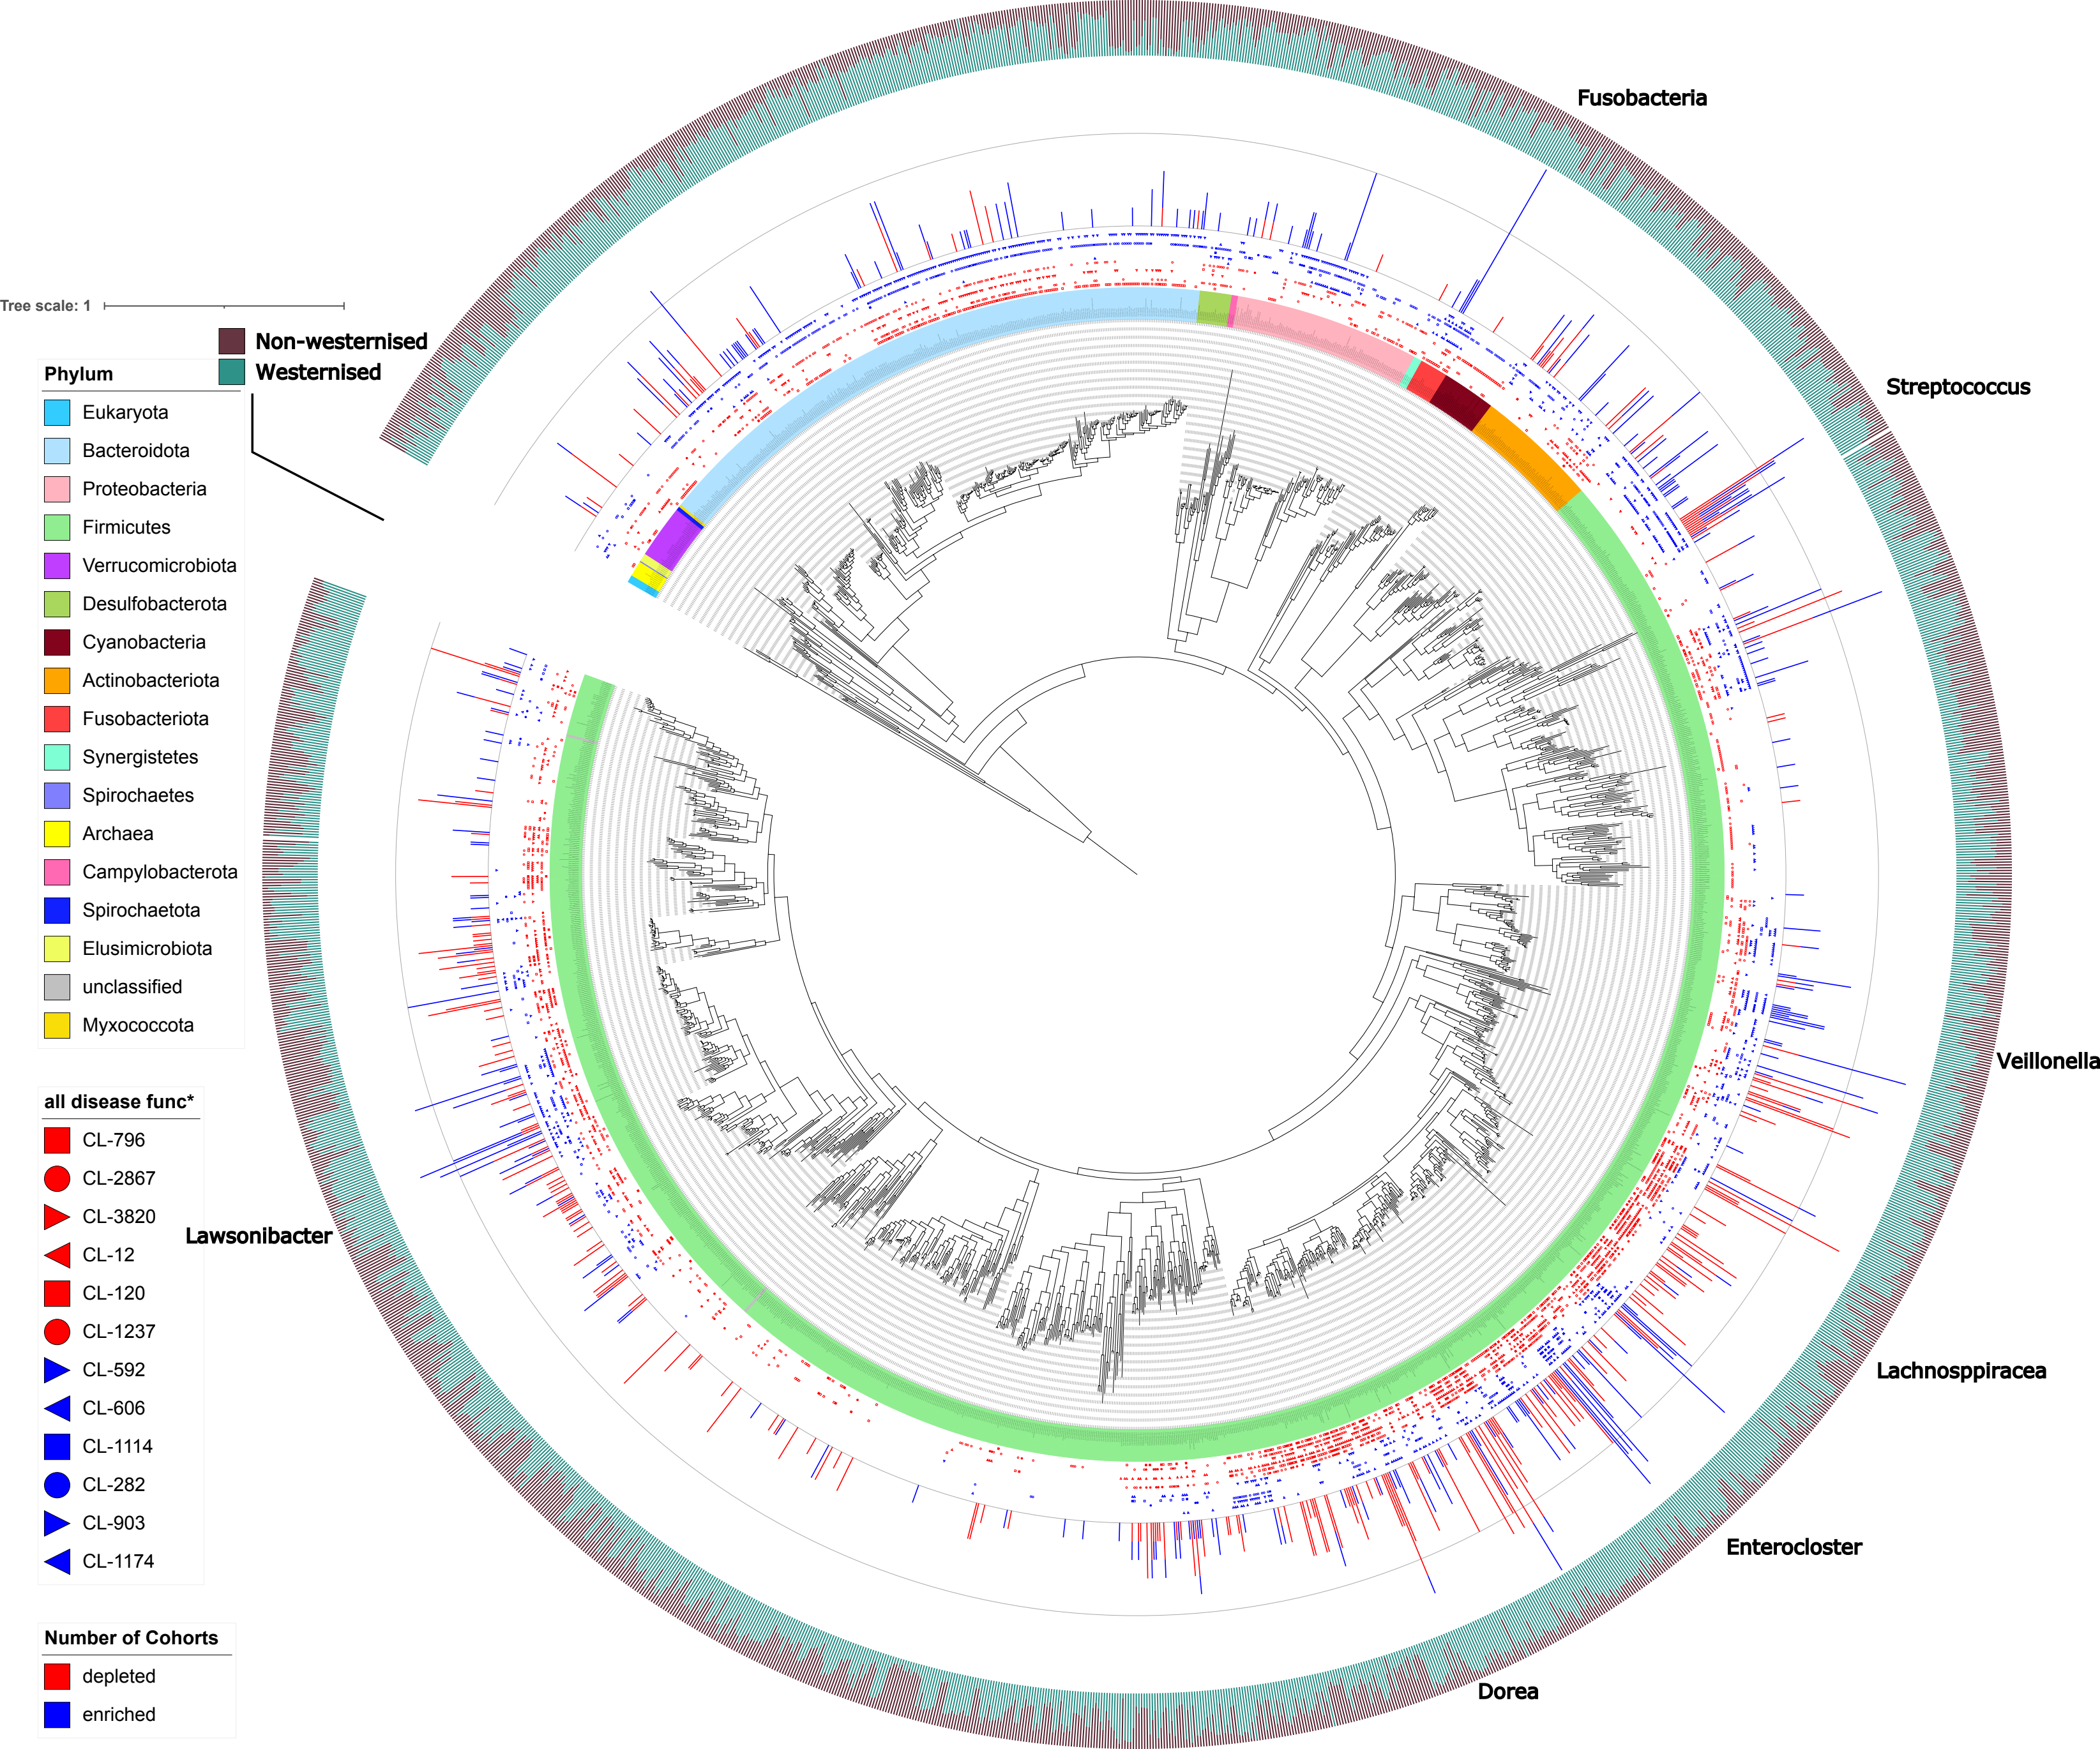 Fusobacteria
Tree scale: 1
Non-westernised
Westernised
Streptococcus
Phylum
Eukaryota
Bacteroidota
Proteobacteria
Firmicutes
Verrucomicrobiota
Desulfobacterota
Cyanobacteria
Actinobacteriota
Fusobacteriota
Synergistetes
Spirochaetes
Archaea
Campylobacterota
Spirochaetota
Elusimicrobiota
unclassified
Myxococcota
Veillonella
all disease func*
CL-796
CL-2867
CL-3820
CL-12
CL-120
CL-1237
CL-592
CL-606
CL-1114
CL-282
CL-903
CL-1174
Lawsonibacter
Lachnosppiracea
Enterocloster
Dorea
Number of Cohorts
depleted
enriched